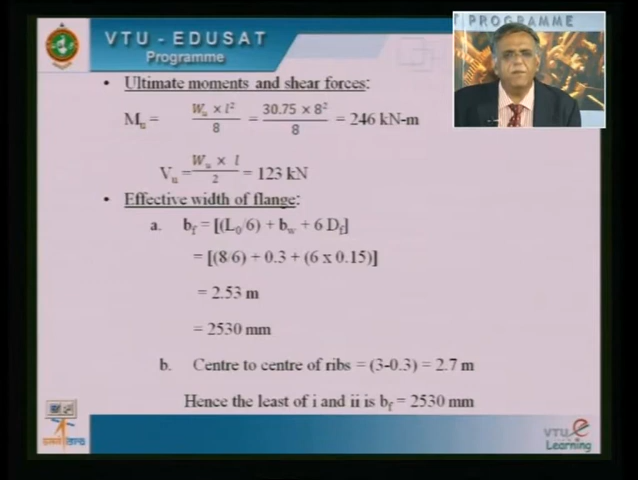 VTU - EDUSAT
Programme
T PROGRAMME
• Ultimate moments and shear forces:
Mu = Wu × l² / 8 = 30.75 × 8² / 8 = 246 kN-m
Vu = Wu × l / 2 = 123 kN
• Effective width of flange:
a. bf = [(L0/6) + bw + 6 Df]
= [(8/6) + 0.3 + (6 x 0.15)]
= 2.53 m
= 2530 mm
b. Centre to centre of ribs = (3-0.3) = 2.7 m
Hence the least of i and ii is bf = 2530 mm
VTU e
Learning